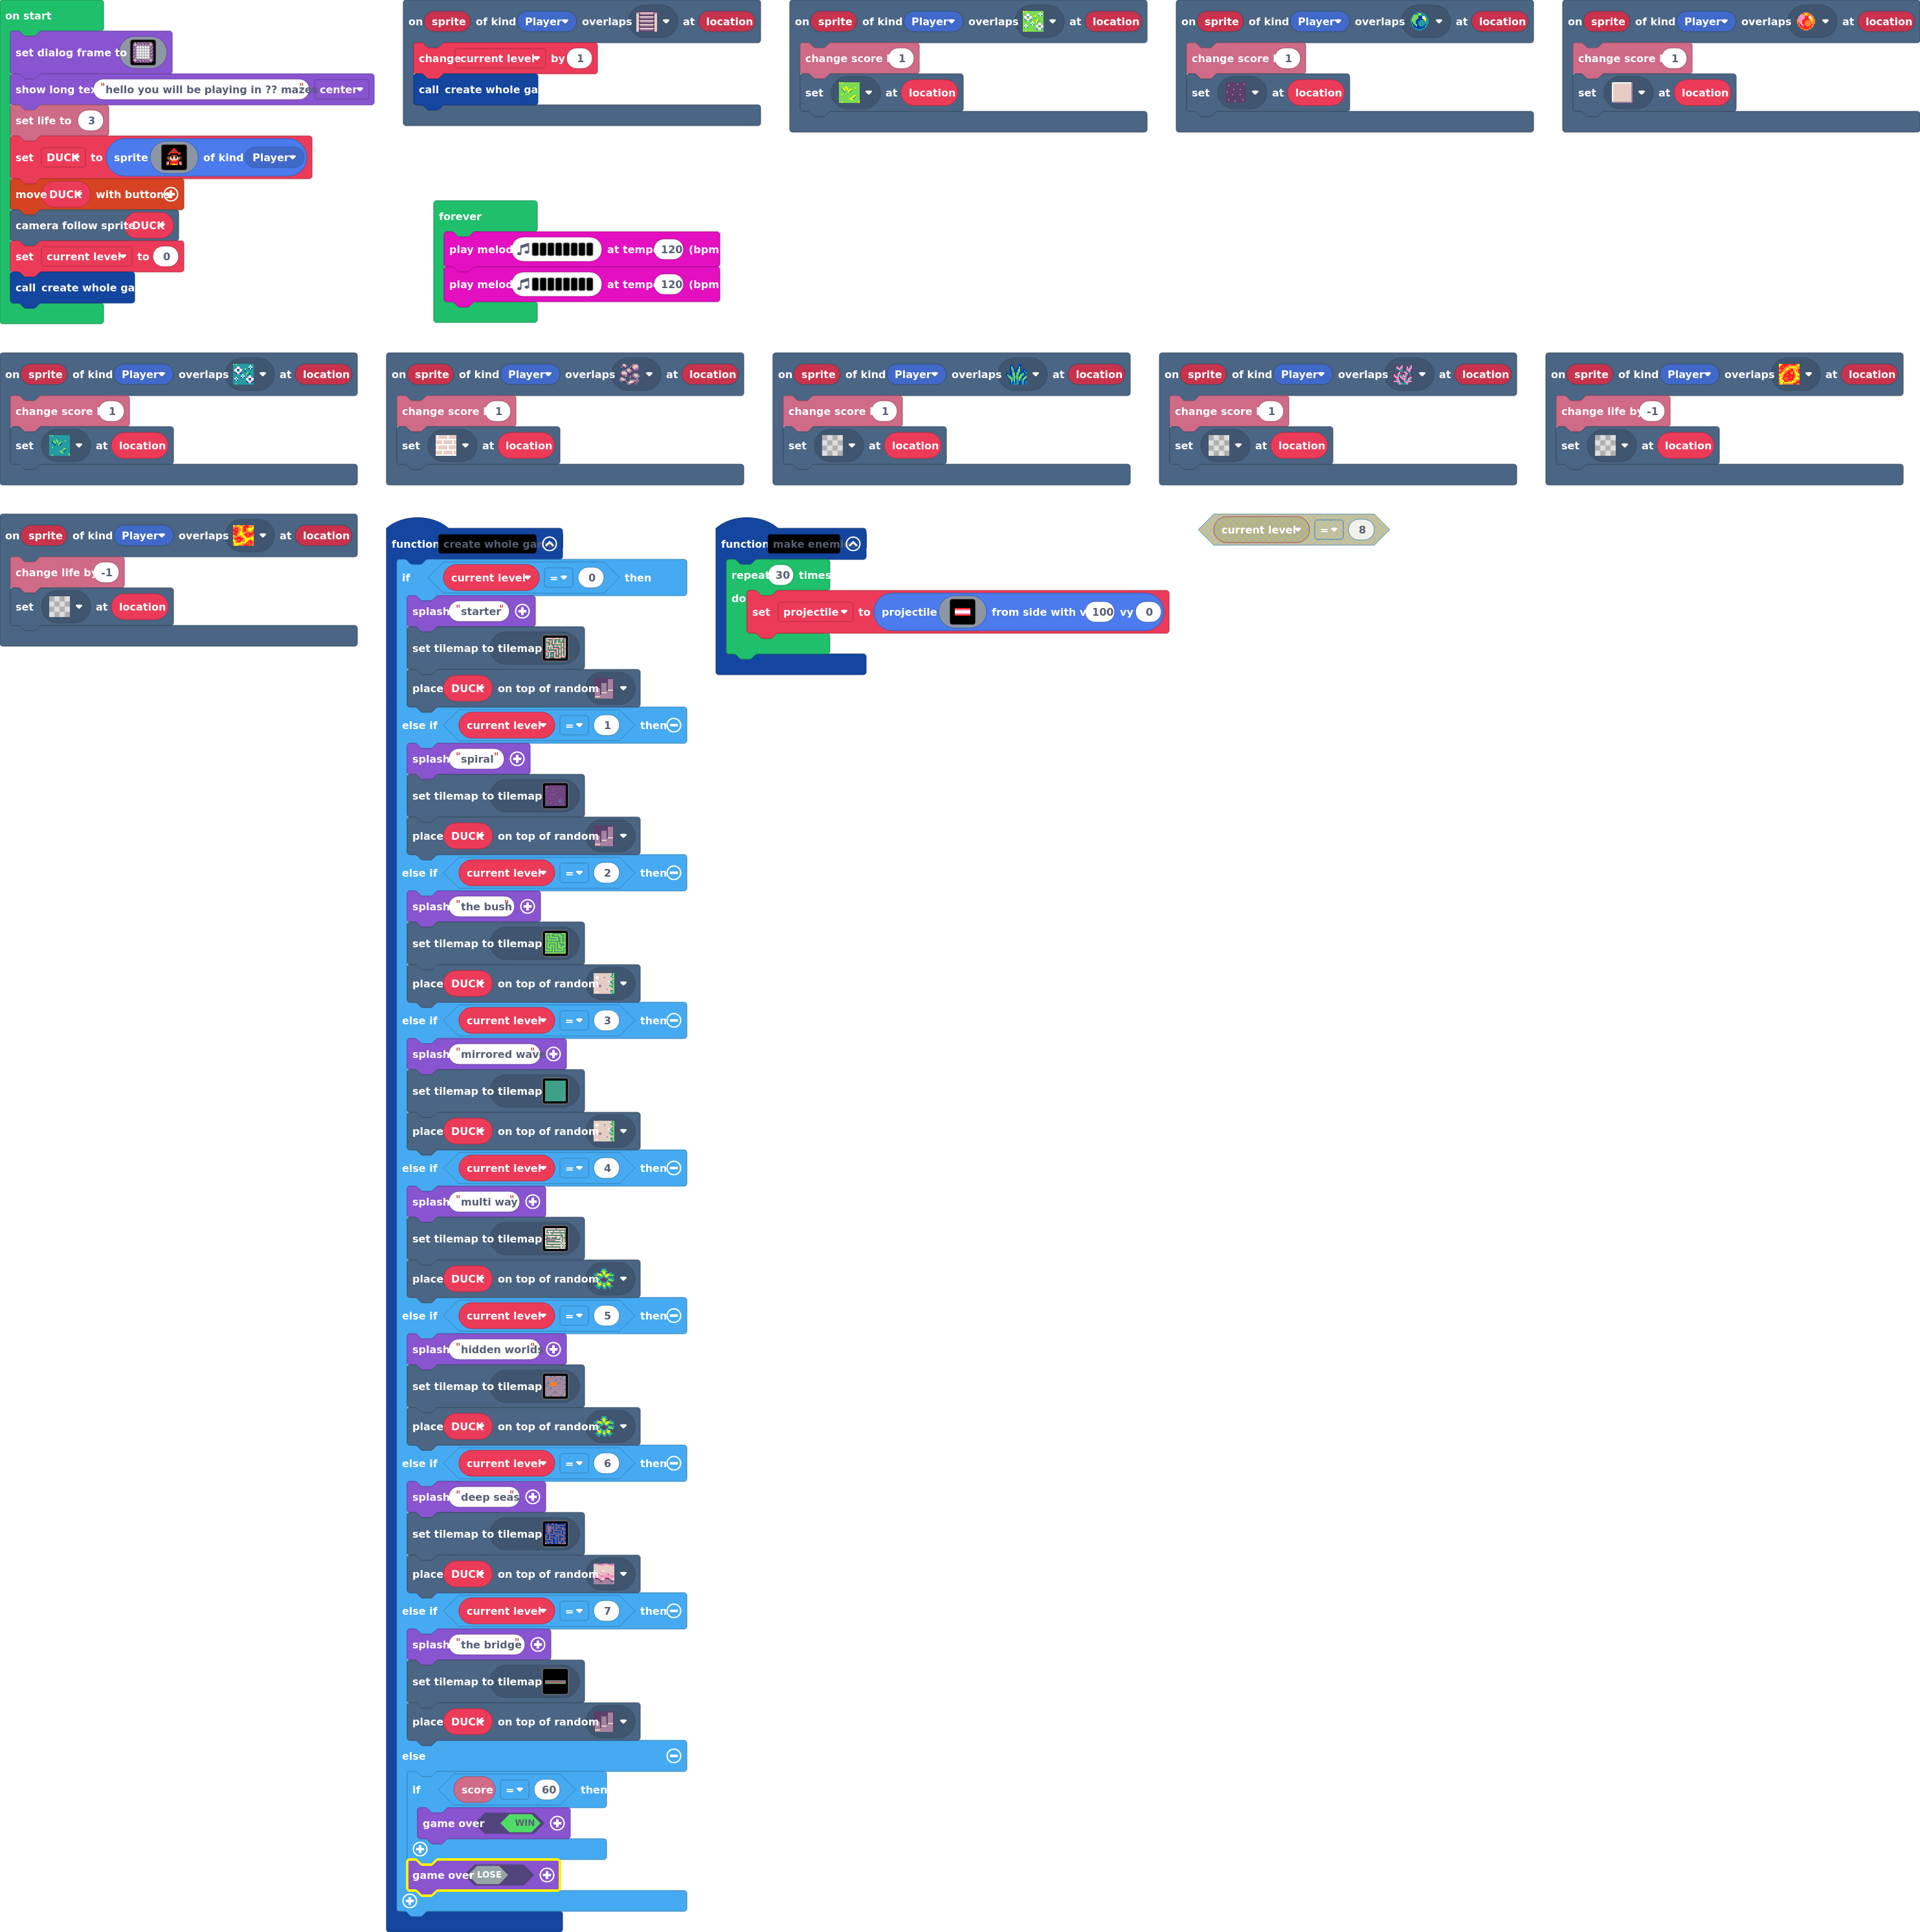 on start
set dialog frame to
show long tex "hello you will be playing in ?? maze center
set life to 3
set DUCK to sprite of kind Player
move DUCK with button
camera follow sprite DUCK
set current level to 0
call create whole ga
on sprite of kind Player overlaps at location
change current level by 1
call create whole ga
on sprite of kind Player overlaps at location
change score 1
set at location
on sprite of kind Player overlaps at location
change score 1
set at location
on sprite of kind Player overlaps at location
change score 1
set at location
forever
play melod at temp 120 (bpm
play melod at temp 120 (bpm
on sprite of kind Player overlaps at location
change score 1
set at location
on sprite of kind Player overlaps at location
change score 1
set at location
on sprite of kind Player overlaps at location
change score 1
set at location
on sprite of kind Player overlaps at location
change score 1
set at location
on sprite of kind Player overlaps at location
change life by -1
set at location
on sprite of kind Player overlaps at location
change life by -1
set at location
function create whole ga
if current level = 0 then
splash "starter"
set tilemap to tilemap
place DUCK on top of random
else if current level = 1 then
splash "spiral"
set tilemap to tilemap
place DUCK on top of random
else if current level = 2 then
splash "the bush"
set tilemap to tilemap
place DUCK on top of random
else if current level = 3 then
splash "mirrored wave"
set tilemap to tilemap
place DUCK on top of random
else if current level = 4 then
splash "multi way"
set tilemap to tilemap
place DUCK on top of random
else if current level = 5 then
splash "hidden worlds"
set tilemap to tilemap
place DUCK on top of random
else if current level = 6 then
splash "deep seas"
set tilemap to tilemap
place DUCK on top of random
else if current level = 7 then
splash "the bridge"
set tilemap to tilemap
place DUCK on top of random
else
if score = 60 then
game over WIN
game over LOSE
function make enem
repeat 30 times
do
set projectile to projectile from side with v 100 vy 0
current level = 8